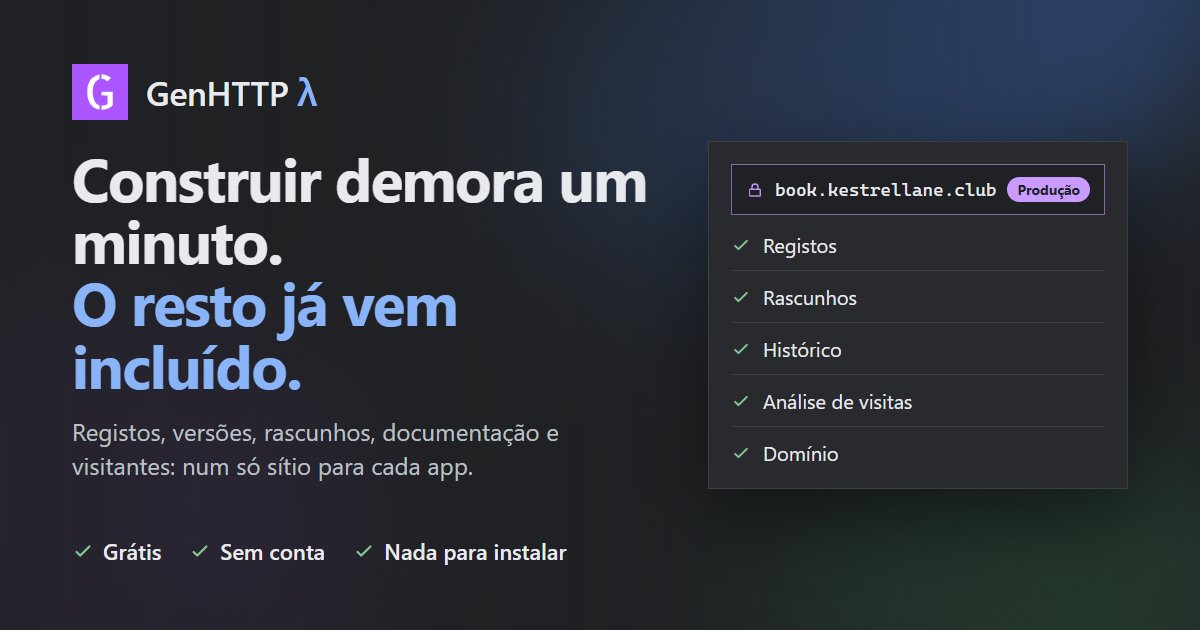 G
GenHTTP λ
Construir demora um
minuto.
O resto já vem
incluído.
Registos, versões, rascunhos, documentação e
visitantes: num só sítio para cada app.
Grátis
Sem conta
Nada para instalar
book.kestrellane.club
Produção
Registos
Rascunhos
Histórico
Análise de visitas
Domínio